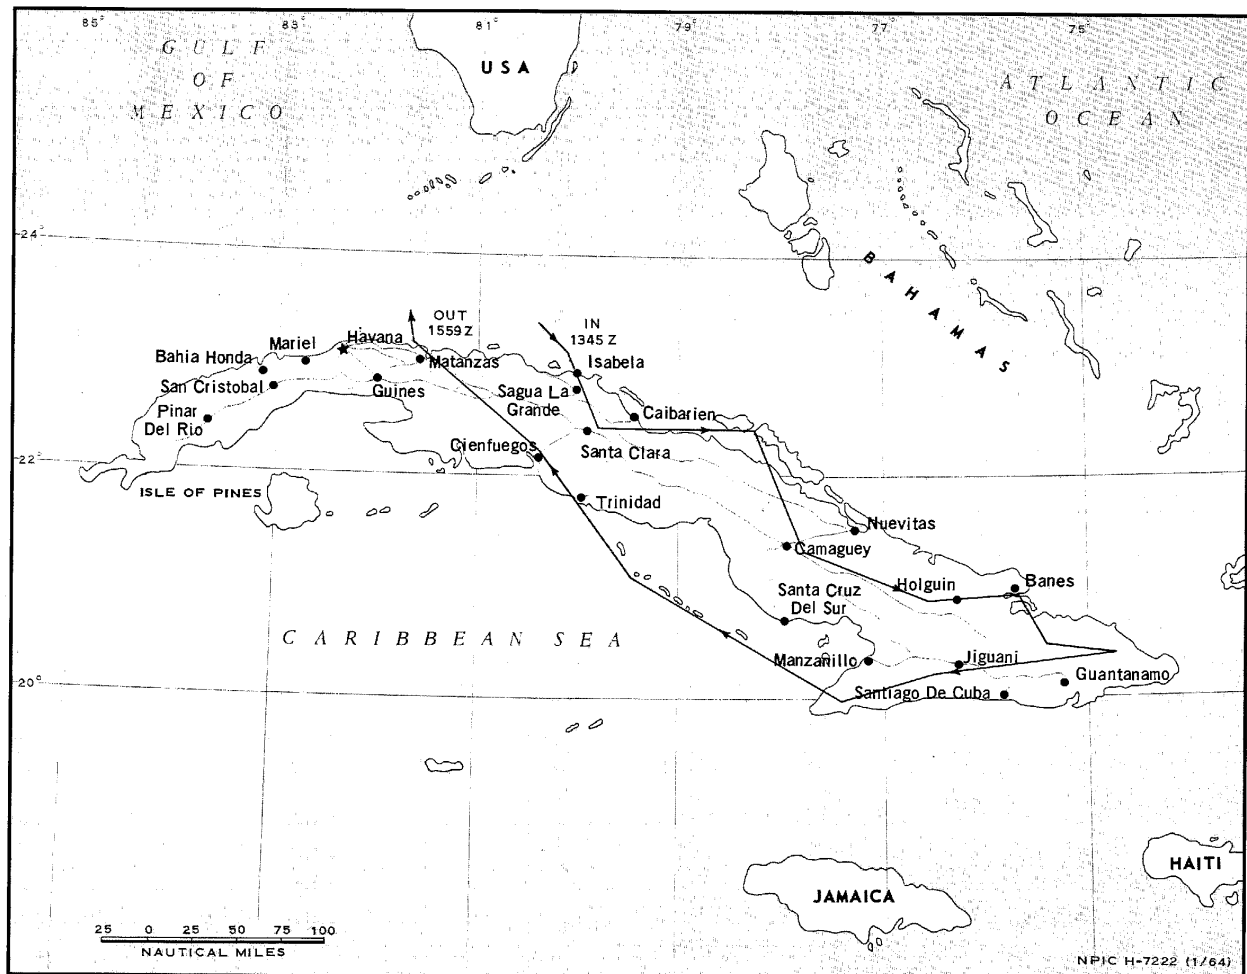 85° 83° 81° 79° 77° 75°
GULF
OF
MEXICO
USA
ATLANTIC
OCEAN
24°
BAHAMAS
OUT
1559 Z
IN
1345 Z
Havana
Mariel
Bahia Honda
Matanzas
Isabela
San Cristobal
Guines
Sagua La
Grande
Pinar
Del Rio
Caibarien
Cienfuegos
Santa Clara
22°
ISLE OF PINES
Trinidad
Nuevitas
Camaguey
Holguin
Banes
Santa Cruz
Del Sur
CARIBBEAN SEA
Manzanillo
Jiguani
Guantanamo
20°
Santiago De Cuba
HAITI
JAMAICA
25 0 25 50 75 100
NAUTICAL MILES
NPIC H-7222 (1/64)